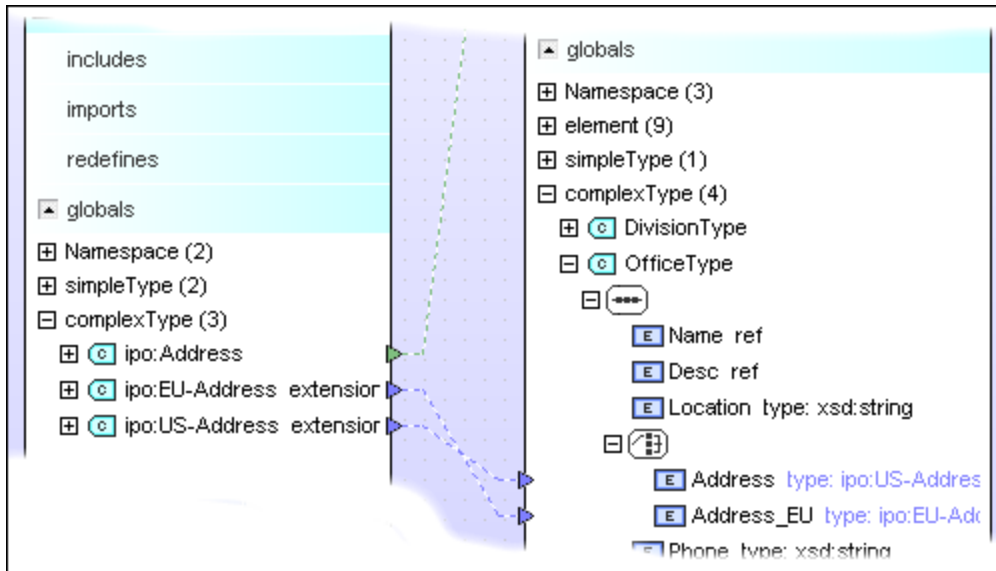 includes
imports
redefines
globals
Namespace (2)
simpleType (2)
complexType (3)
C ipo:Address
C ipo:EU-Address extension
C ipo:US-Address extension
globals
Namespace (3)
element (9)
simpleType (1)
complexType (4)
C DivisionType
C OfficeType
E Name ref
E Desc ref
E Location type: xsd:string
E Address type: ipo:US-Addres
E Address_EU type: ipo:EU-Add
E Phone type: xsd:string